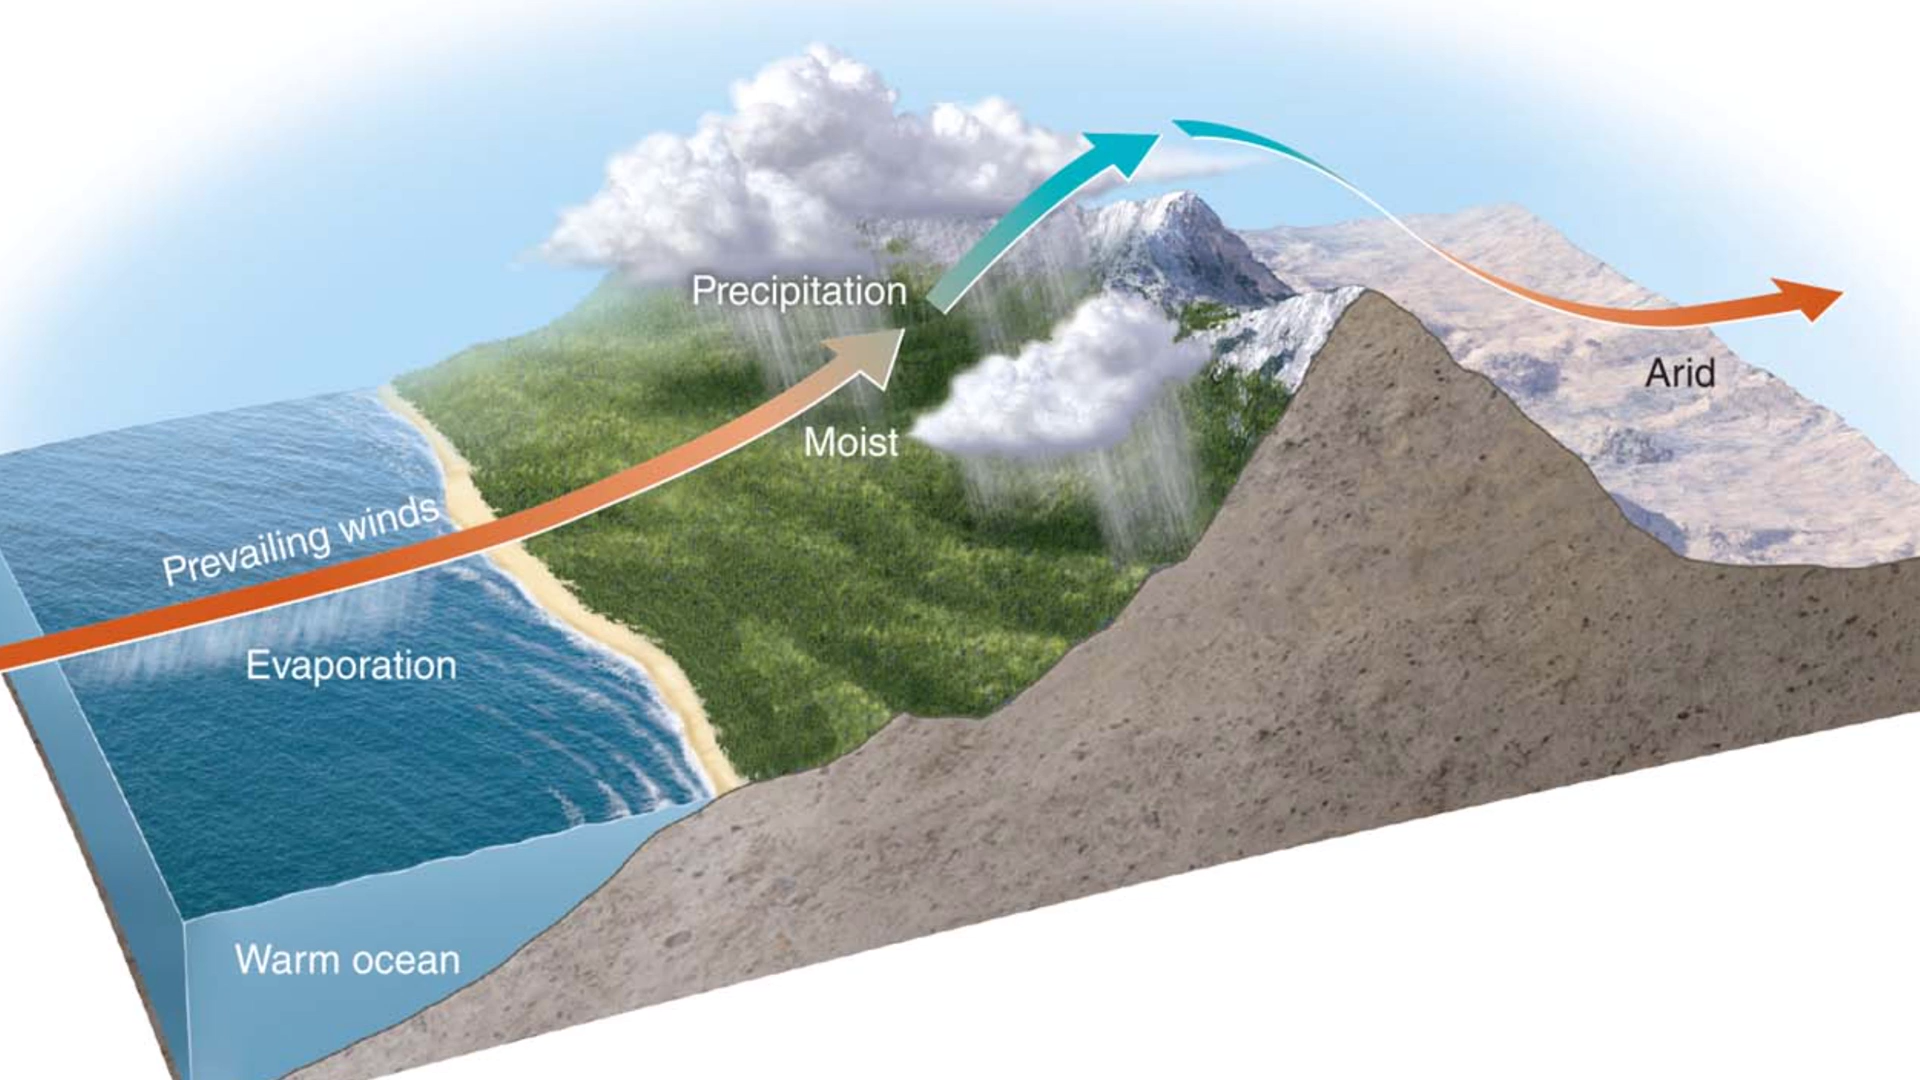 Precipitation
Arid
Moist
Prevailing winds
Evaporation
Warm ocean